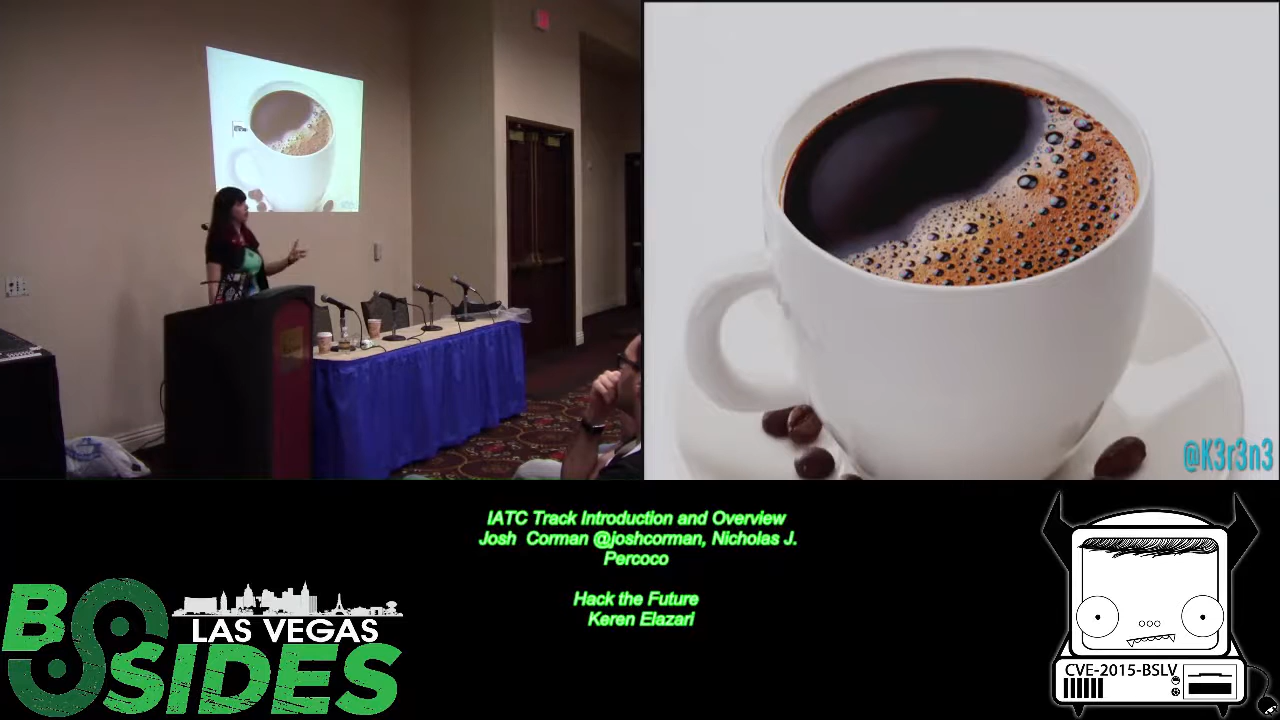 @K3r3n3
IATC Track Introduction and Overview
Josh Corman @joshcorman, Nicholas J.
Percoco
Hack the Future
Keren Elazari
BSIDES
LAS VEGAS
CVE-2015-BSLV